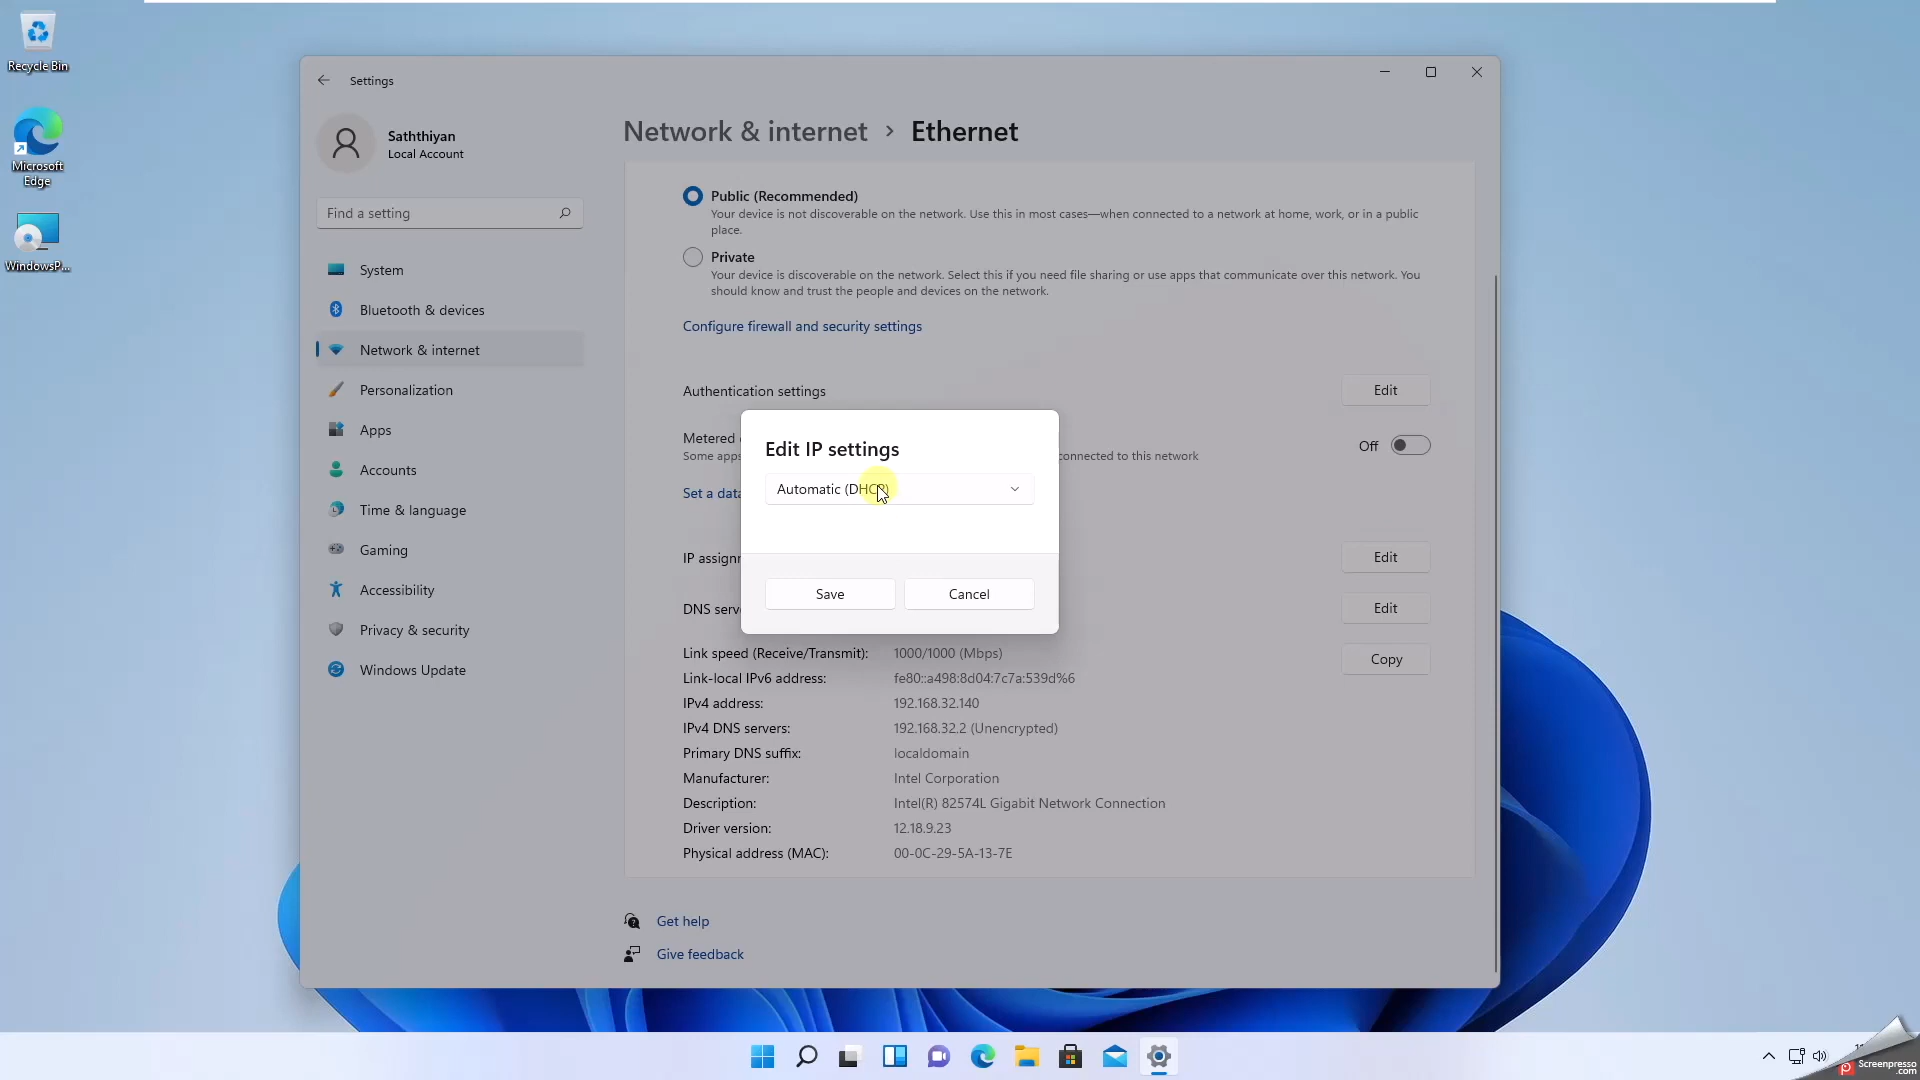 Recycle Bin
Microsoft
Edge
WindowsP...
Settings
Saththiyan
Local Account
Find a setting
System
Bluetooth & devices
Network & internet
Personalization
Apps
Accounts
Time & language
Gaming
Accessibility
Privacy & security
Windows Update
Network & internet > Ethernet
Public (Recommended)
Your device is not discoverable on the network. Use this in most cases—when connected to a network at home, work, or in a public
place.
Private
Your device is discoverable on the network. Select this if you need file sharing or use apps that communicate over this network. You
should know and trust the people and devices on the network.
Configure firewall and security settings
Authentication settings
Edit
Metered
Some apps
connected to this network
Off
Set a data
Edit IP settings
Automatic (DHCP)
Save
Cancel
IP assignm
Edit
DNS serv
Edit
Link speed (Receive/Transmit): 1000/1000 (Mbps)
Copy
Link-local IPv6 address: fe80::a498:8d04:7c7a:539d%6
IPv4 address: 192.168.32.140
IPv4 DNS servers: 192.168.32.2 (Unencrypted)
Primary DNS suffix: localdomain
Manufacturer: Intel Corporation
Description: Intel(R) 82574L Gigabit Network Connection
Driver version: 12.18.9.23
Physical address (MAC): 00-0C-29-5A-13-7E
Get help
Give feedback
Screenpresso
.com